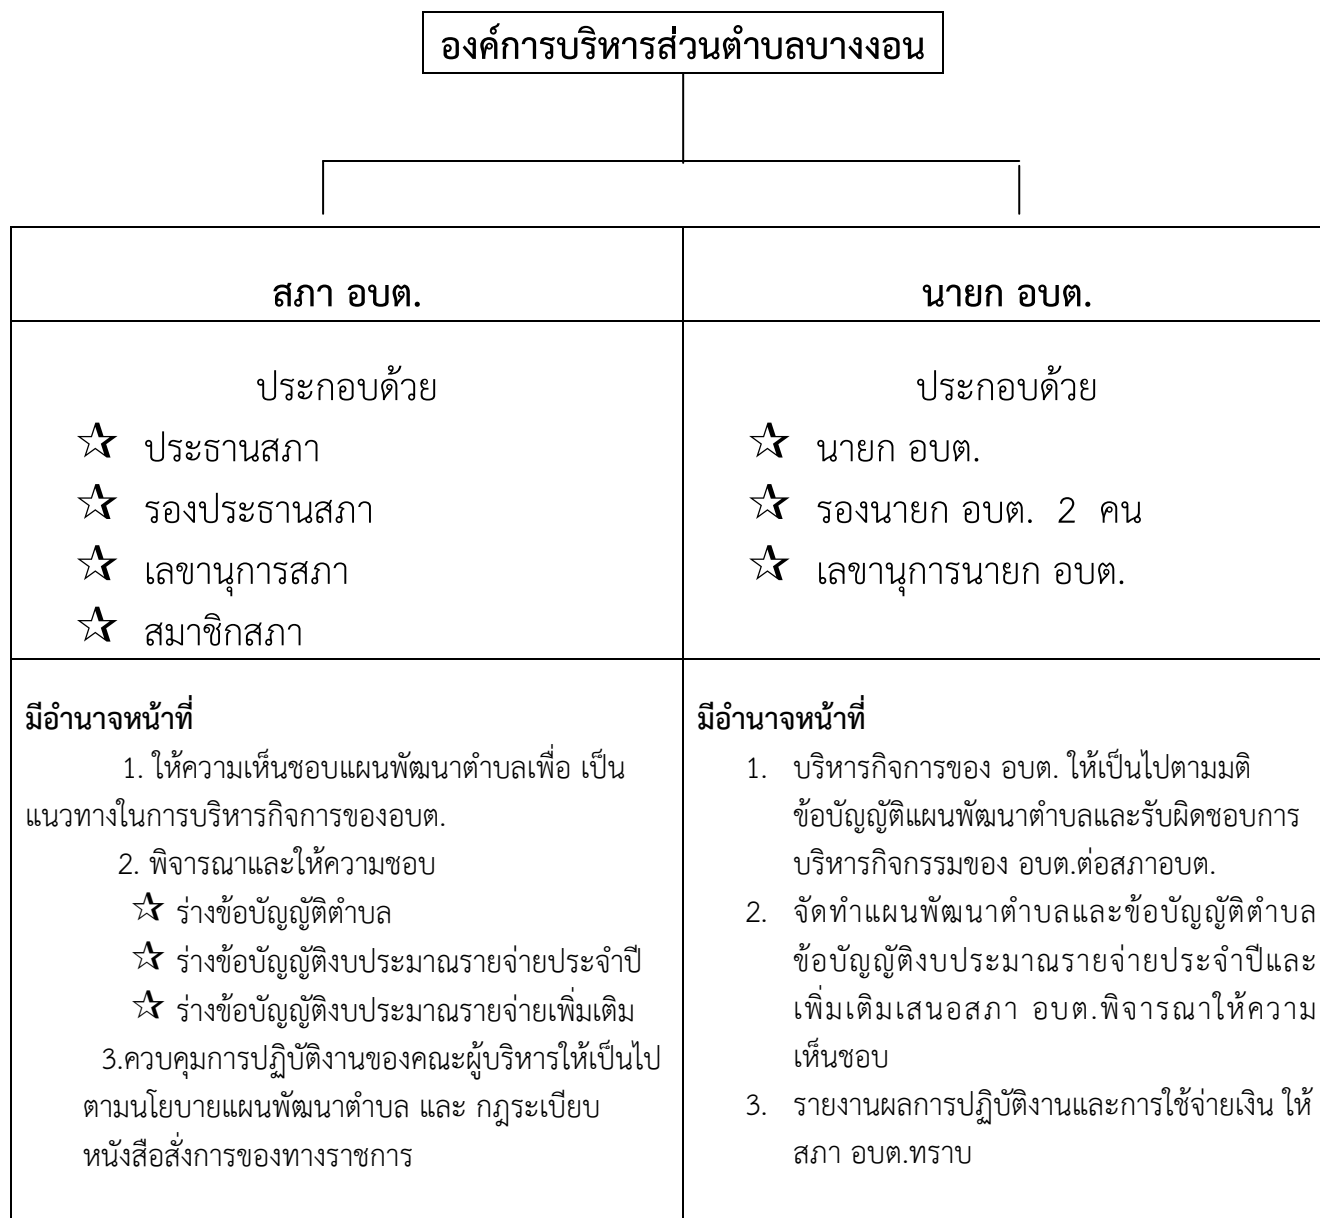 องค์การบริหารส่วนตำบลบางงอน
สภา อบต.
ประกอบด้วย
☆ ประธานสภา
☆ รองประธานสภา
☆ เลขานุการสภา
☆ สมาชิกสภา
มีอำนาจหน้าที่
1. ให้ความเห็นชอบแผนพัฒนาตำบลเพื่อ เป็น
แนวทางในการบริหารกิจการของอบต.
2. พิจารณาและให้ความชอบ
☆ ร่างข้อบัญญัติตำบล
☆ ร่างข้อบัญญัติงบประมาณรายจ่ายประจำปี
☆ ร่างข้อบัญญัติงบประมาณรายจ่ายเพิ่มเติม
3.ควบคุมการปฏิบัติงานของคณะผู้บริหารให้เป็นไป
ตามนโยบายแผนพัฒนาตำบล และ กฎระเบียบ
หนังสือสั่งการของทางราชการ
นายก อบต.
ประกอบด้วย
☆ นายก อบต.
☆ รองนายก อบต. 2 คน
☆ เลขานุการนายก อบต.
มีอำนาจหน้าที่
1. บริหารกิจการของ อบต. ให้เป็นไปตามมติ
ข้อบัญญัติแผนพัฒนาตำบลและรับผิดชอบการ
บริหารกิจกรรมของ อบต.ต่อสภาอบต.
2. จัดทำแผนพัฒนาตำบลและข้อบัญญัติตำบล
ข้อบัญญัติงบประมาณรายจ่ายประจำปีและ
เพิ่มเติมเสนอสภา อบต.พิจารณาให้ความ
เห็นชอบ
3. รายงานผลการปฏิบัติงานและการใช้จ่ายเงิน ให้
สภา อบต.ทราบ